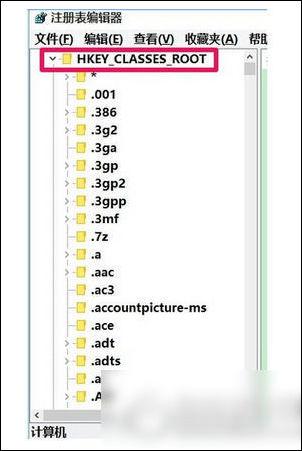 注册表编辑器
文件(F) 编辑(E) 查看(V) 收藏夹(A) 帮
HKEY_CLASSES_ROOT
*
.001
.386
.3g2
.3ga
.3gp
.3gp2
.3gpp
.3mf
.7z
.a
.aac
.ac3
.accountpicture-ms
.ace
.adt
.adts
计算机